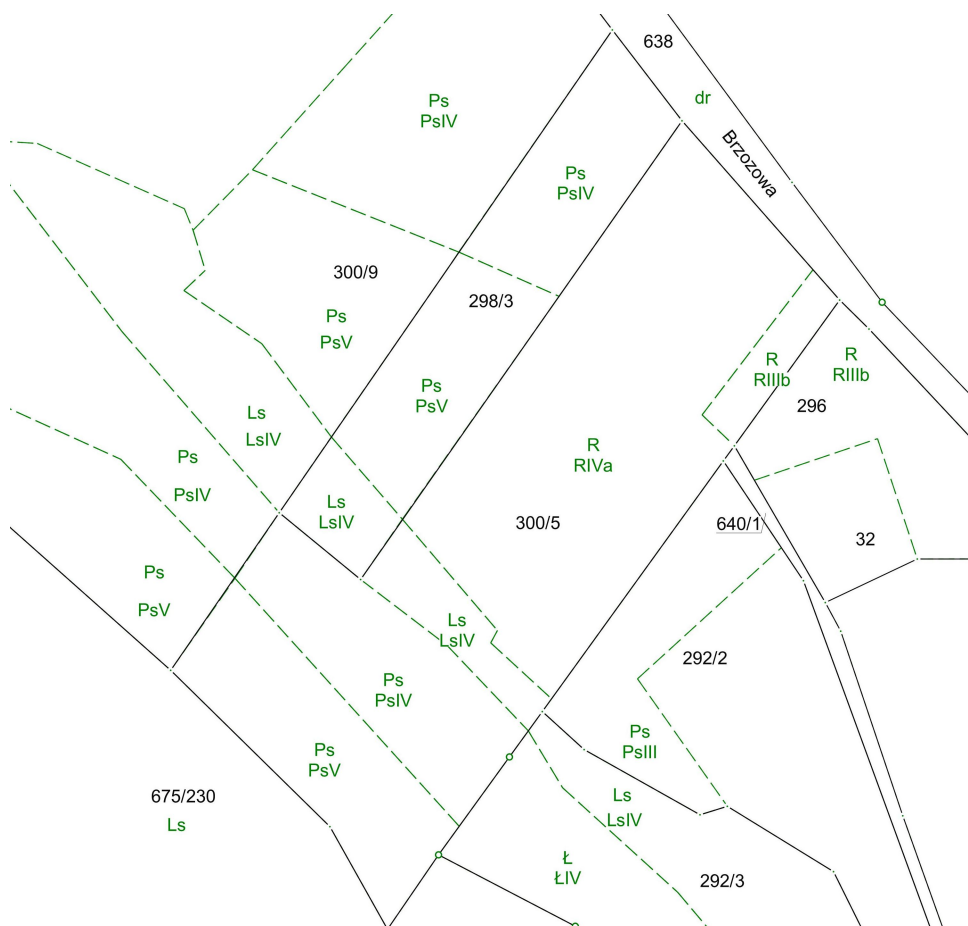 638
dr
Brzozowa
Ps
PsIV
Ps
PsIV
300/9
298/3
Ps
PsV
Ps
PsV
R
RIIIb
R
RIIIb
296
Ls
LsIV
Ps
PsIV
R
RIVa
Ls
LsIV
300/5
640/1
32
Ps
PsV
Ls
LsIV
292/2
Ps
PsIV
Ps
PsIII
Ps
PsV
675/230
Ls
Ls
LsIV
Ł
ŁIV
292/3